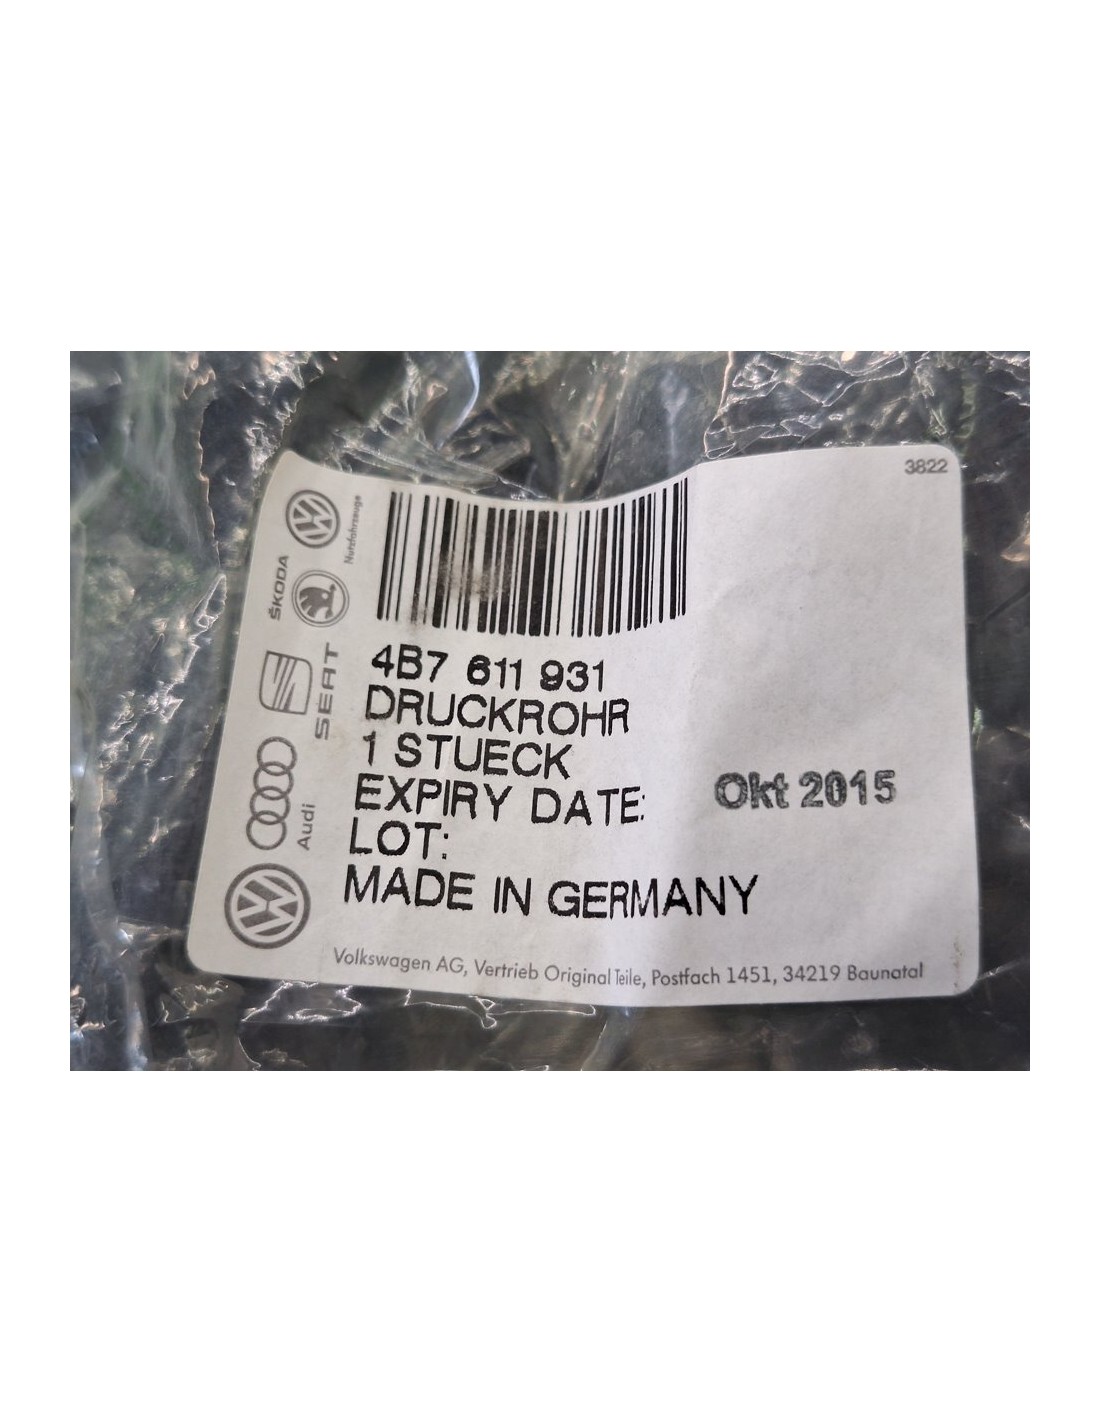 3822
Nutzfahrzeuge
ŠKODA
SEAT
Audi
4B7 611 931
DRUCKROHR
1 STUECK
EXPIRY DATE:
Okt 2015
LOT:
MADE IN GERMANY
Volkswagen AG, Vertrieb Original Teile, Postfach 1451, 34219 Baunatal